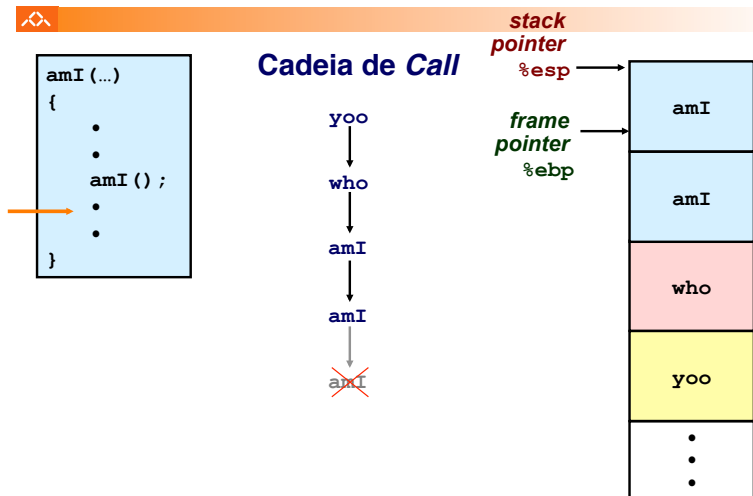 amI(…)
{
•
•
amI();
•
•
}
Cadeia de Call
yoo
who
amI
amI
amI
stack
pointer
%esp
frame
pointer
%ebp
amI
amI
who
yoo
•
•
•